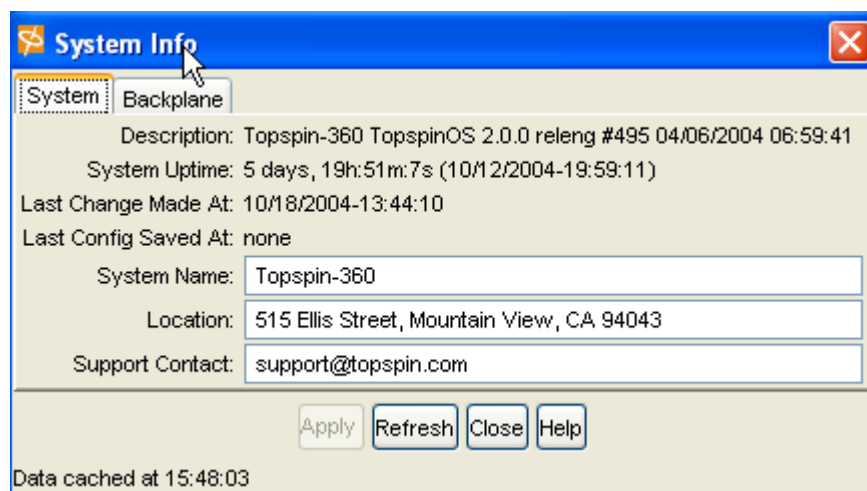 System Info
System Backplane
Description: Topspin-360 TopspinOS 2.0.0 releng #495 04/06/2004 06:59:41
System Uptime: 5 days, 19h:51m:7s (10/12/2004-19:59:11)
Last Change Made At: 10/18/2004-13:44:10
Last Config Saved At: none
System Name: Topspin-360
Location: 515 Ellis Street, Mountain View, CA 94043
Support Contact: support@topspin.com
Apply Refresh Close Help
Data cached at 15:48:03